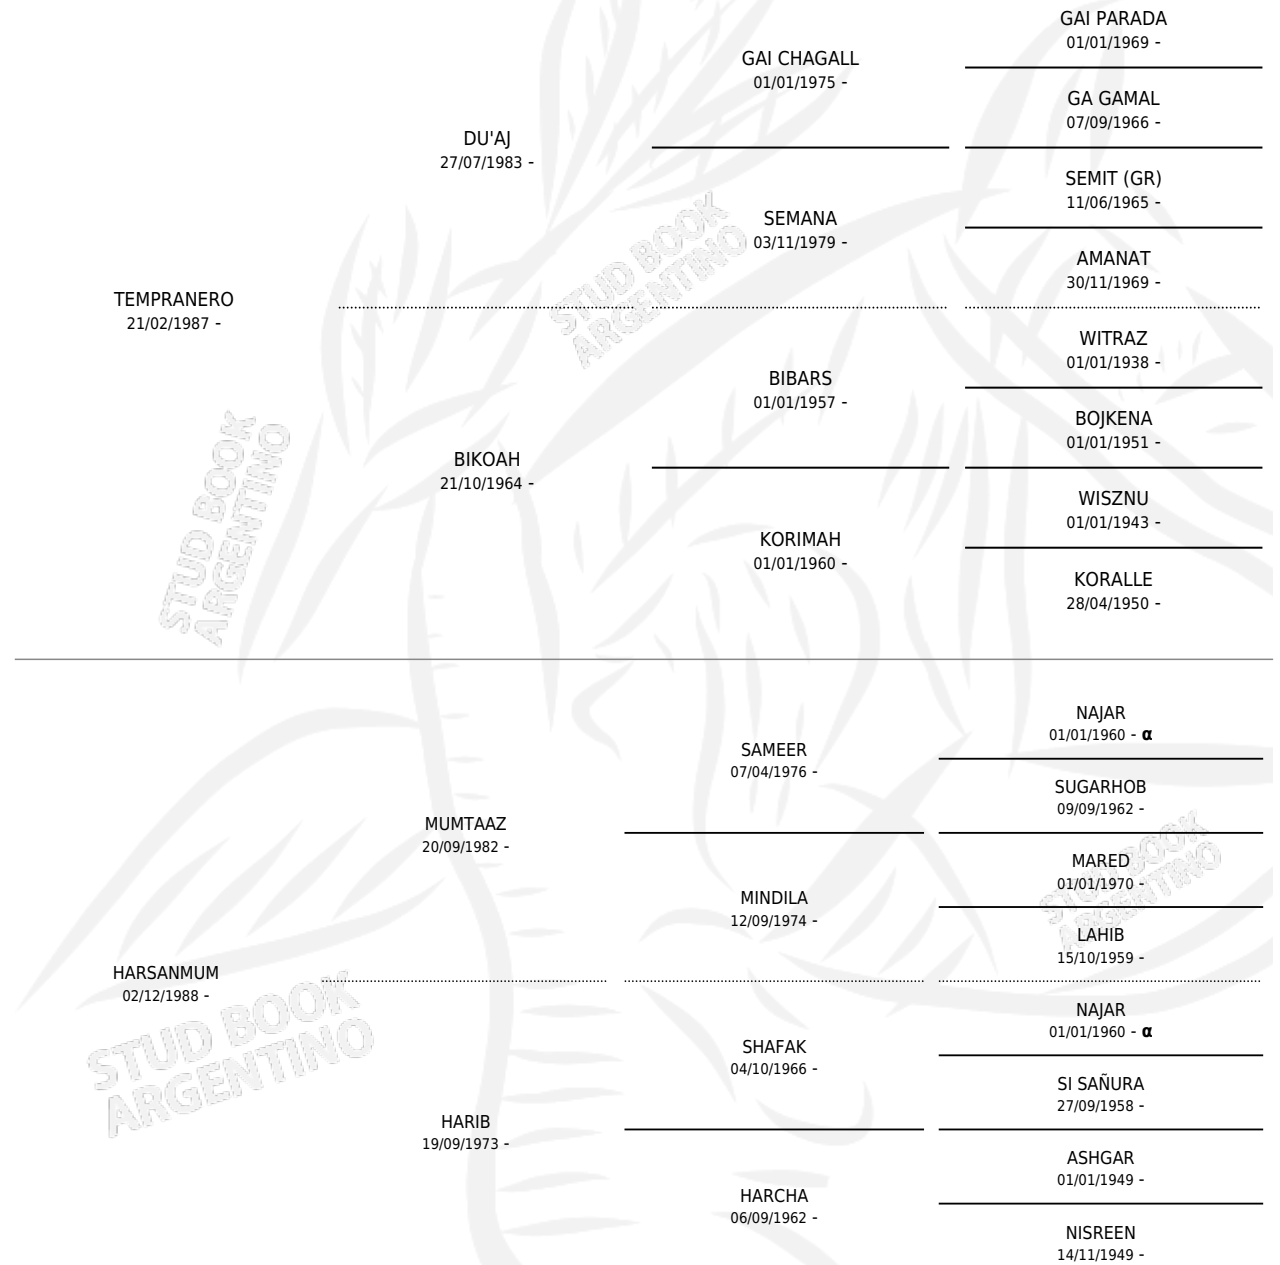 GAI PARADA
01/01/1969 -
GAI CHAGALL
01/01/1975 -
GA GAMAL
07/09/1966 -
DU'AJ
27/07/1983 -
SEMIT (GR)
11/06/1965 -
SEMANA
03/11/1979 -
AMANAT
30/11/1969 -
TEMPRANERO
21/02/1987 -
WITRAZ
01/01/1938 -
BIBARS
01/01/1957 -
BOJKENA
01/01/1951 -
BIKOAH
21/10/1964 -
WISZNU
01/01/1943 -
KORIMAH
01/01/1960 -
KORALLE
28/04/1950 -
NAJAR
01/01/1960 - α
SAMEER
07/04/1976 -
SUGARHOB
09/09/1962 -
MUMTAAZ
20/09/1982 -
MARED
01/01/1970 -
MINDILA
12/09/1974 -
LAHIB
15/10/1959 -
HARSANMUM
02/12/1988 -
NAJAR
01/01/1960 - α
SHAFAK
04/10/1966 -
SI SAÑURA
27/09/1958 -
HARIB
19/09/1973 -
ASHGAR
01/01/1949 -
HARCHA
06/09/1962 -
NISREEN
14/11/1949 -
STUD BOOK
ARGENTINO
STUD BOOK
ARGENTINO
STUD BOOK
ARGENTINO
STUD BOOK
ARGENTINO